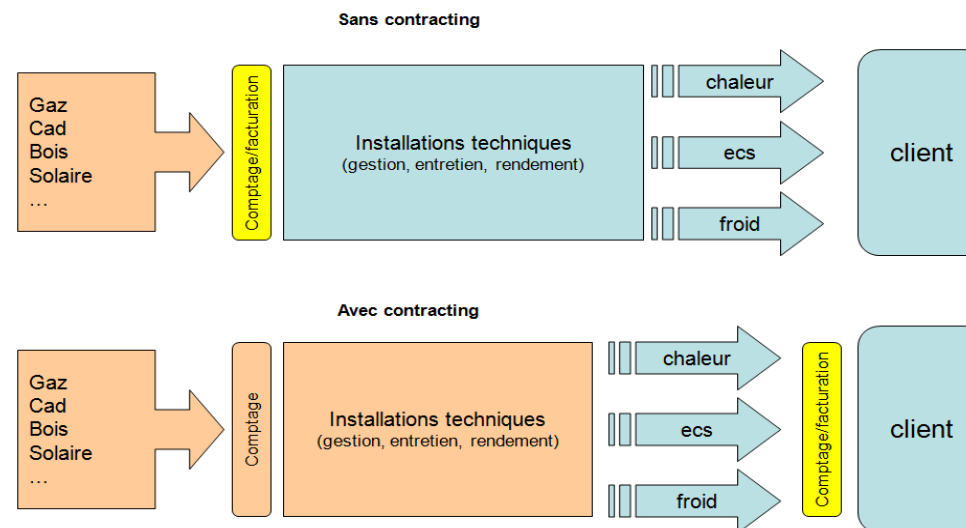 Sans contracting
Gaz
Cad
Bois
Solaire
…
Comptage/facturation
Installations techniques
(gestion, entretien, rendement)
chaleur
ecs
froid
client
Avec contracting
Gaz
Cad
Bois
Solaire
…
Comptage
Installations techniques
(gestion, entretien, rendement)
chaleur
ecs
froid
Comptage/facturation
client